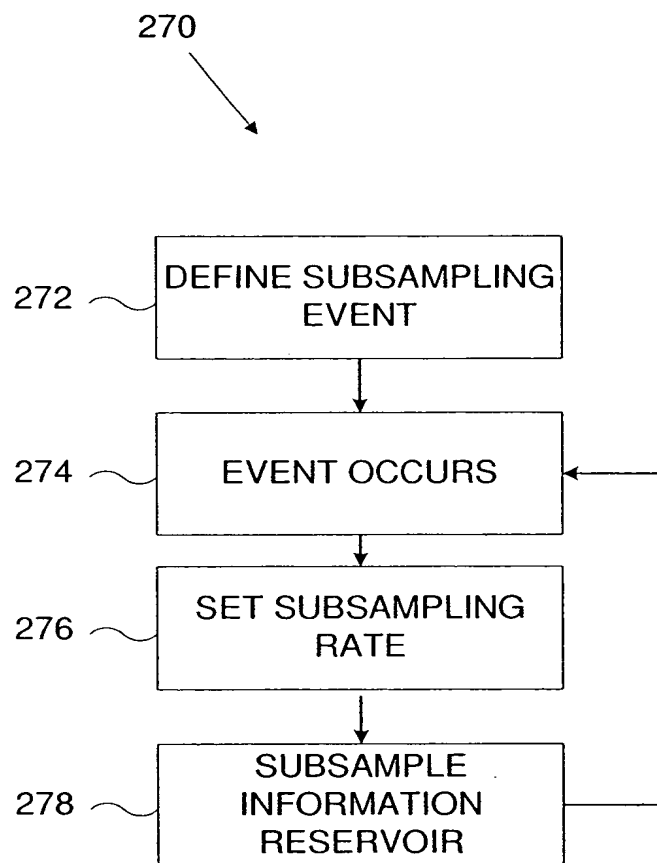 270
272
DEFINE SUBSAMPLING
EVENT
274
EVENT OCCURS
276
SET SUBSAMPLING
RATE
278
SUBSAMPLE
INFORMATION
RESERVOIR